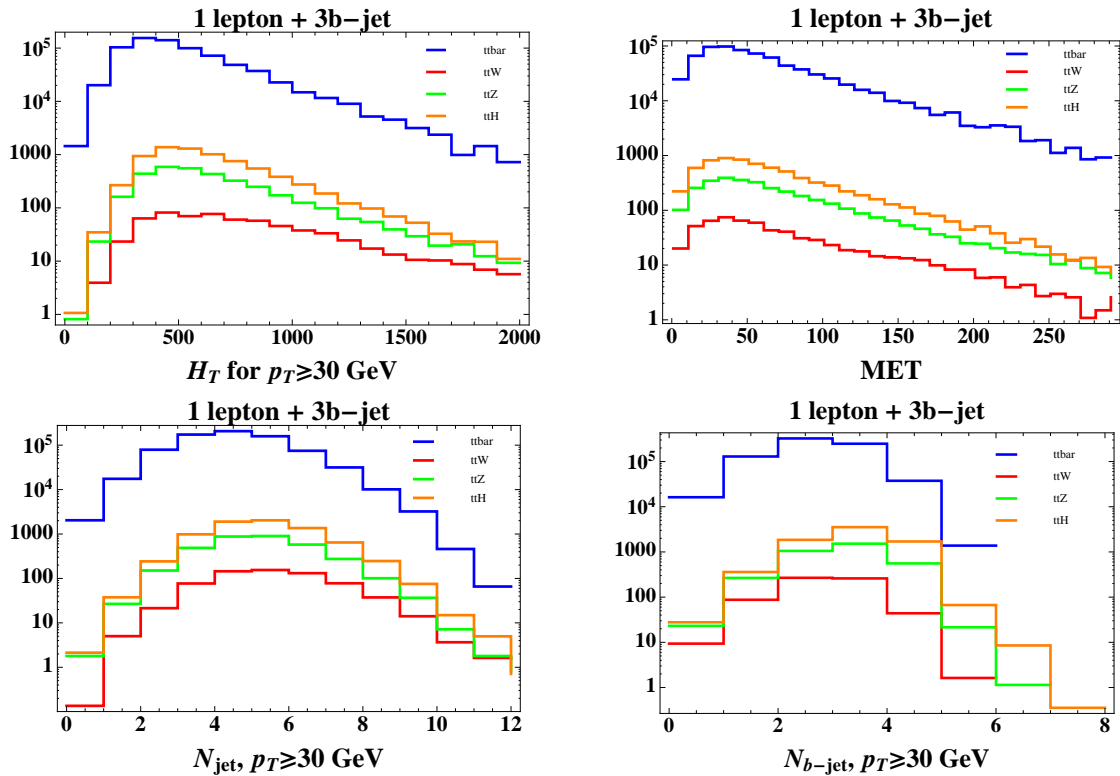 1 lepton + 3b-jet
10⁵
10⁴
1000
100
10
1
ttbar
ttW
ttZ
ttH
0 500 1000 1500 2000
H_T for p_T≥30 GeV
1 lepton + 3b-jet
10⁵
10⁴
1000
100
10
1
ttbar
ttW
ttZ
ttH
0 50 100 150 200 250
MET
1 lepton + 3b-jet
10⁵
10⁴
1000
100
10
1
ttbar
ttW
ttZ
ttH
0 2 4 6 8 10 12
N_jet, p_T≥30 GeV
1 lepton + 3b-jet
10⁵
10⁴
1000
100
10
1
ttbar
ttW
ttZ
ttH
0 2 4 6 8
N_b-jet, p_T≥30 GeV